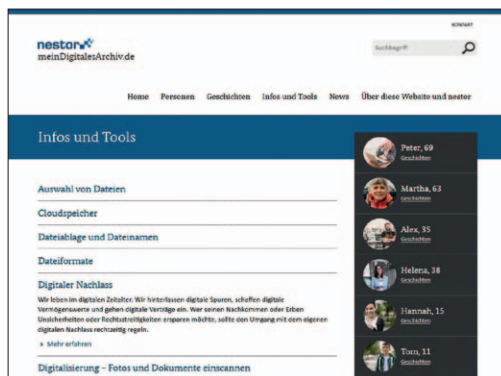 KONTAKT
nestor
meinDigitalesArchiv.de
Suchbegriff
Home Personen Geschichten Infos und Tools News Über diese Website und nestor
Infos und Tools
Peter, 69
Geschichten
Auswahl von Dateien
Martha, 63
Geschichten
Cloudspeicher
Dateiablage und Dateinamen
Alex, 35
Geschichten
Dateiformate
Helena, 38
Geschichten
Digitaler Nachlass
Wir leben im digitalen Zeitalter. Wir hinterlassen digitale Spuren, schaffen digitale
Vermögenswerte und gehen digitale Verträge ein. Wer seinen Nachkommen oder Erben
Unsicherheiten oder Rechtsstreitigkeiten ersparen möchte, sollte den Umgang mit dem eigenen
digitalen Nachlass rechtzeitig regeln.
Hannah, 15
Geschichten
Mehr erfahren
Tom, 11
Geschichten
Digitalisierung – Fotos und Dokumente einscannen